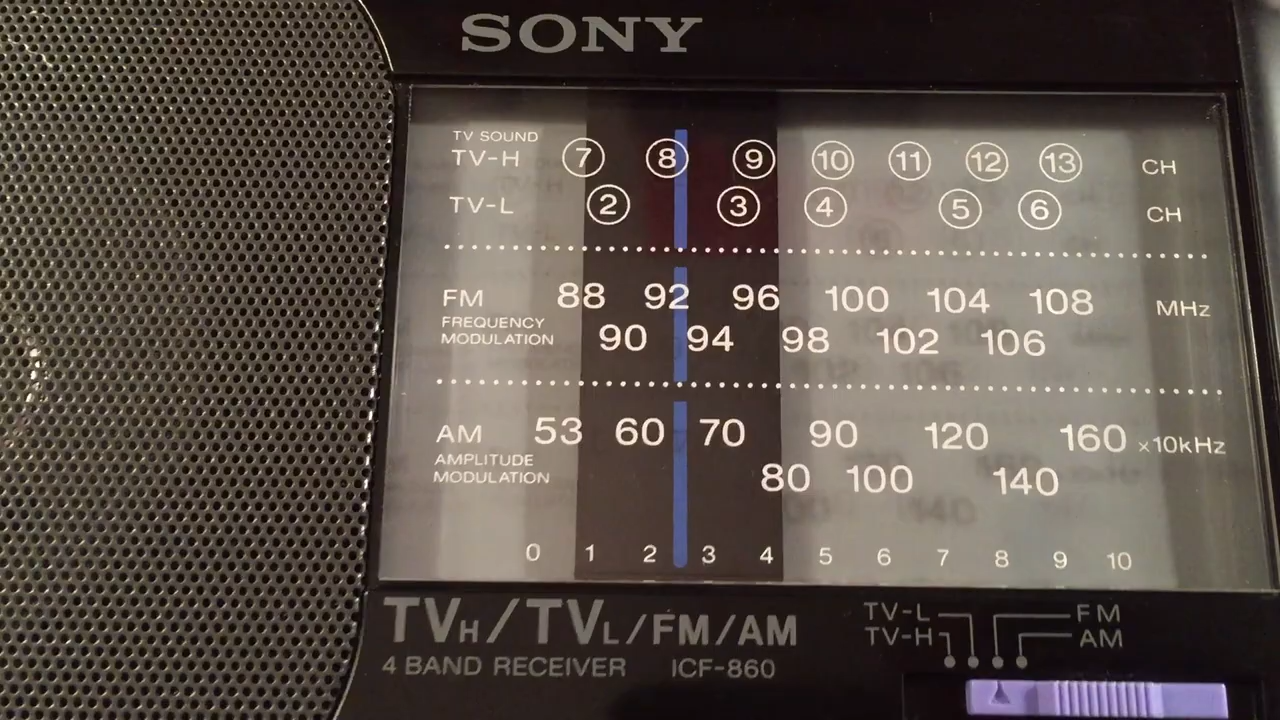 SONY
TV SOUND
TV-H 7 8 9 10 11 12 13 CH
TV-L 2 3 4 5 6 CH
FM 88 92 96 100 104 108 MHz
FREQUENCY
MODULATION 90 94 98 102 106
AM 53 60 70 90 120 160 ×10kHz
AMPLITUDE
MODULATION 80 100 140
0 1 2 3 4 5 6 7 8 9 10
TVH/TVL/FM/AM
4 BAND RECEIVER ICF-860
TV-L FM
TV-H AM